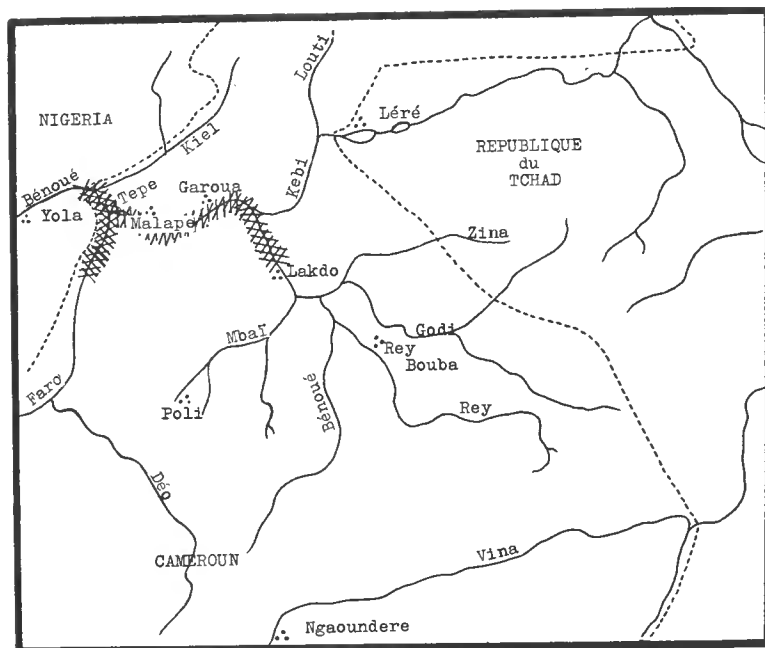 Louti
NIGERIA
Kiel
Léré
REPUBLIQUE
du
TCHAD
Bénoué
Tepe
Garoua
Kebi
Yola
Malape
Zina
Lakdo
Mbaï
Godi
Rey
Bouba
Faro
Poli
Bénoué
Rey
Déo
CAMEROUN
Vina
Ngaoundere